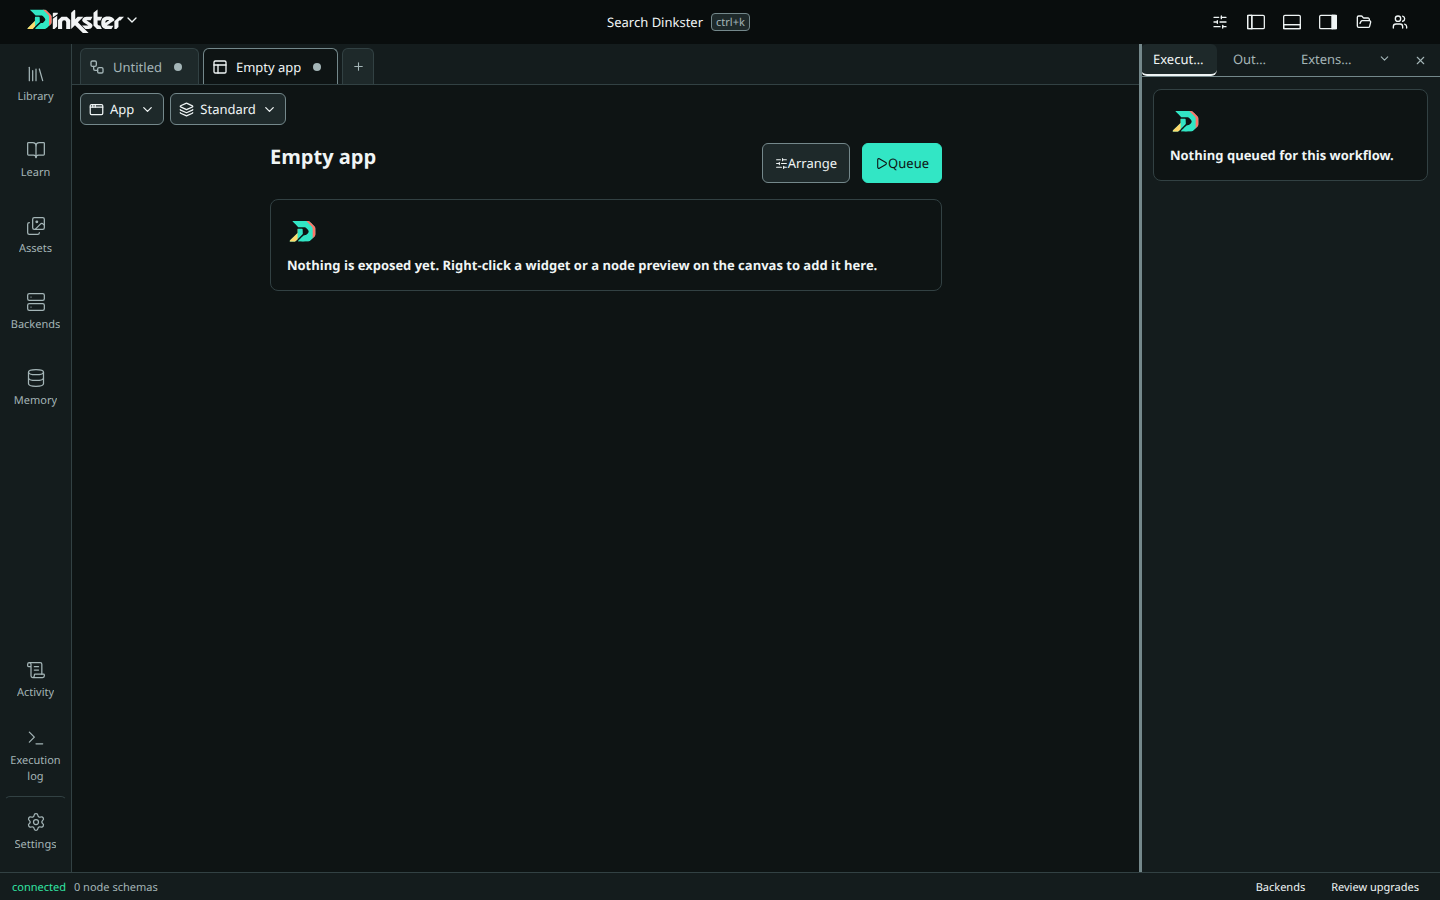 Dinkster
Search Dinkster ctrl+k
Library
Learn
Assets
Backends
Memory
Activity
Execution
log
Settings
Untitled
Empty app
+
App
Standard
Empty app
Arrange
Queue
Nothing is exposed yet. Right-click a widget or a node preview on the canvas to add it here.
Execut...
Out...
Extens...
Nothing queued for this workflow.
connected 0 node schemas
Backends
Review upgrades